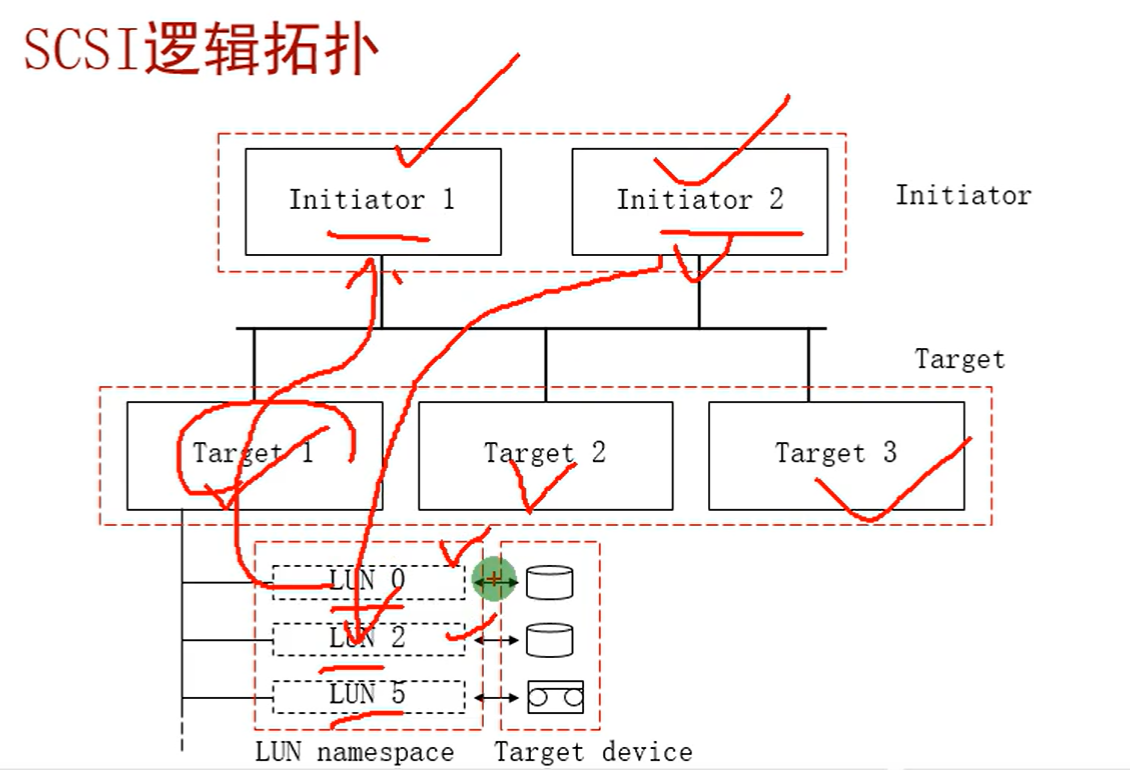 SCSI逻辑拓扑
Initiator 1
Initiator 2
Initiator
Target
Target 1
Target 2
Target 3
LUN 0
LUN 2
LUN 5
LUN namespace
Target device